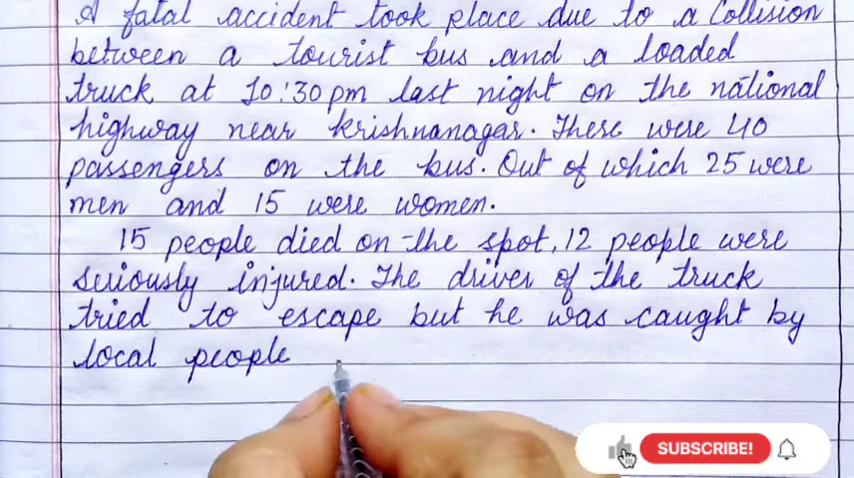 A fatal accident took place due to a Collision
between a tourist bus and a loaded
truck at 10:30pm last night on the national
highway near Krishnanagar. There were 40
passengers on the bus. Out of which 25 were
men and 15 were women.
15 people died on the spot. 12 people were
seriously injured. The driver of the truck
tried to escape but he was caught by
local people
SUBSCRIBE!